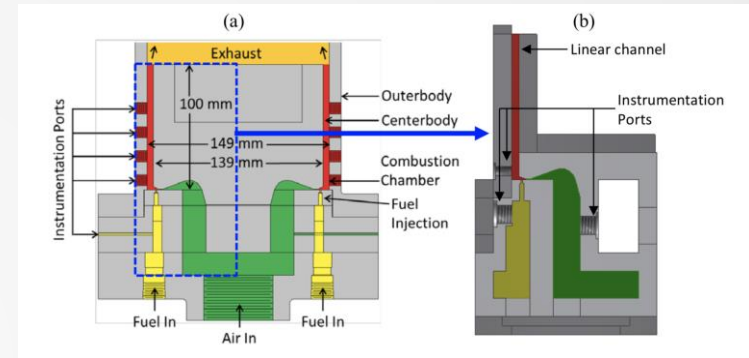 (a)
Exhaust
100 mm
149 mm
139 mm
Instrumentation Ports
Outerbody
Centerbody
Combustion
Chamber
Fuel
Injection
Fuel In
Air In
Fuel In
(b)
Linear channel
Instrumentation
Ports